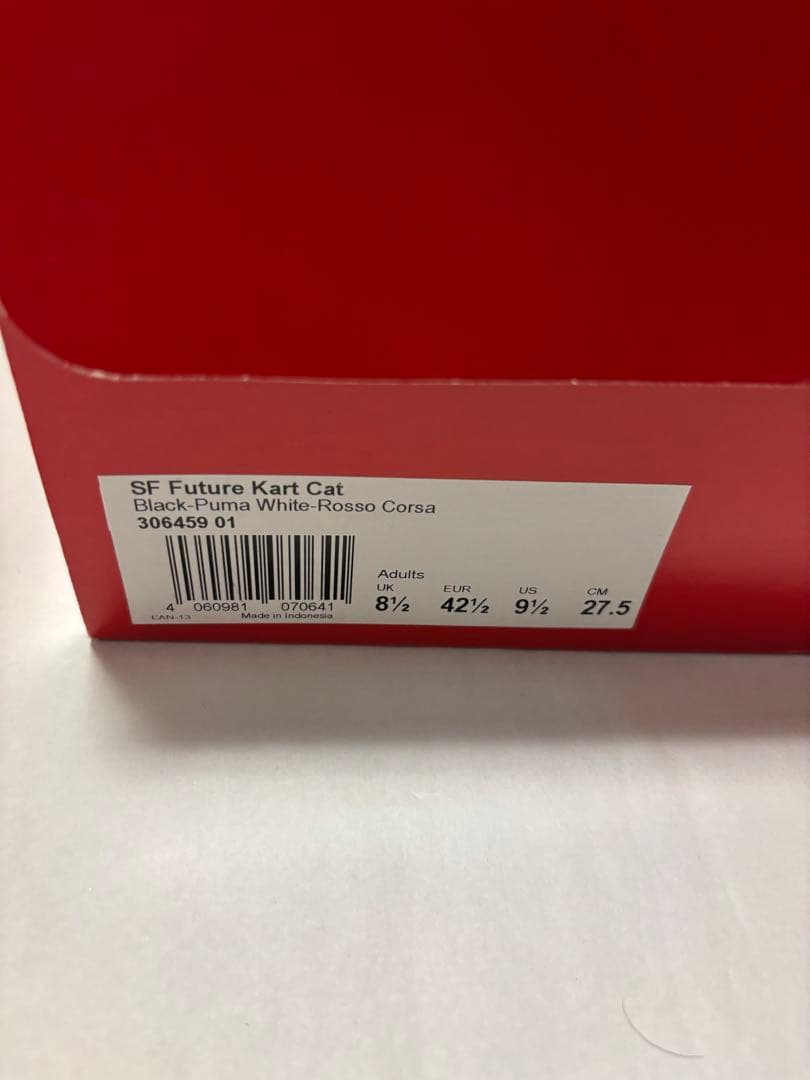 SF Future Kart Cat
Black-Puma White-Rosso Corsa
306459 01
Adults
UK EUR US CM
8½ 42½ 9½ 27.5
4 060981 070641
EAN-13 Made in Indonesia